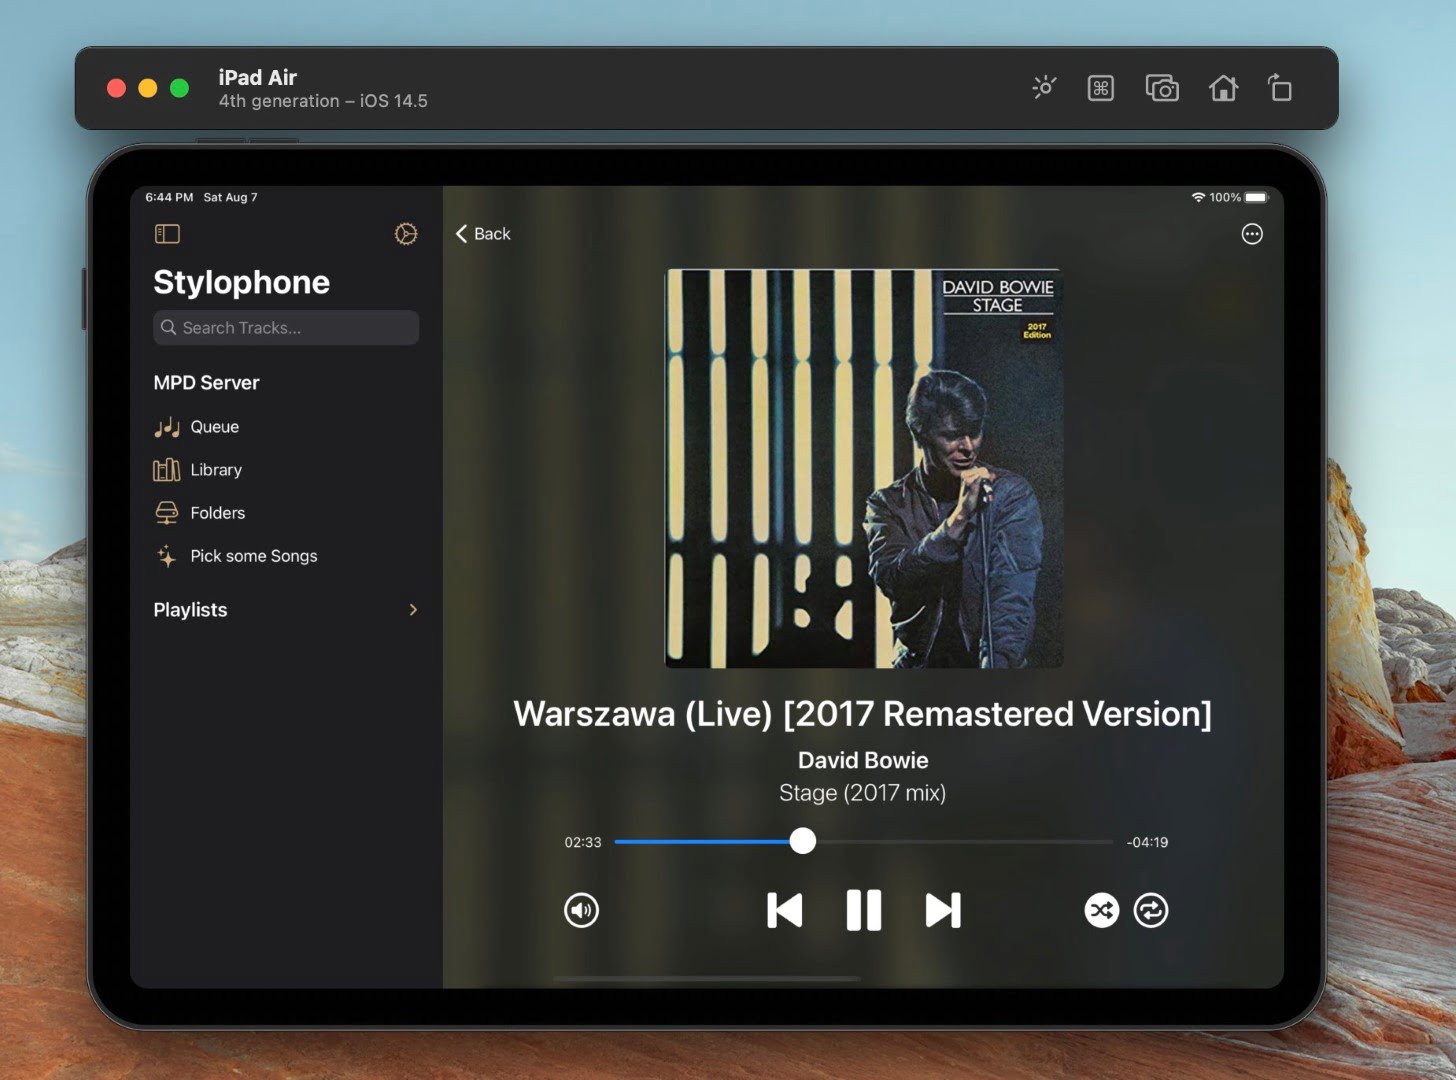 iPad Air
4th generation – iOS 14.5
6:44 PM Sat Aug 7
100%
Stylophone
Search Tracks...
MPD Server
Queue
Library
Folders
Pick some Songs
Playlists
Back
DAVID BOWIE
STAGE
2017
Edition
Warszawa (Live) [2017 Remastered Version]
David Bowie
Stage (2017 mix)
02:33
-04:19